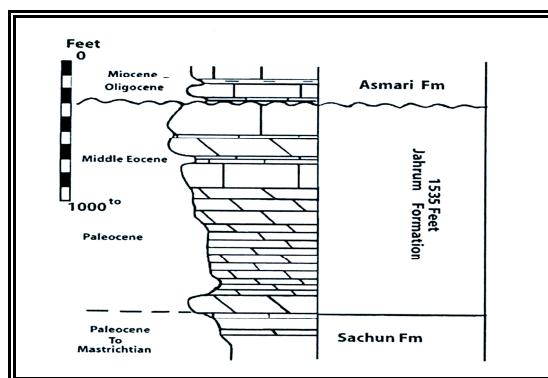 Feet
0
Miocene –
Oligocene
Asmari Fm
Middle Eocene
1000 to
Paleocene
1535 Feet
Jahrum Formation
Paleocene
To
Mastrichtian
Sachun Fm